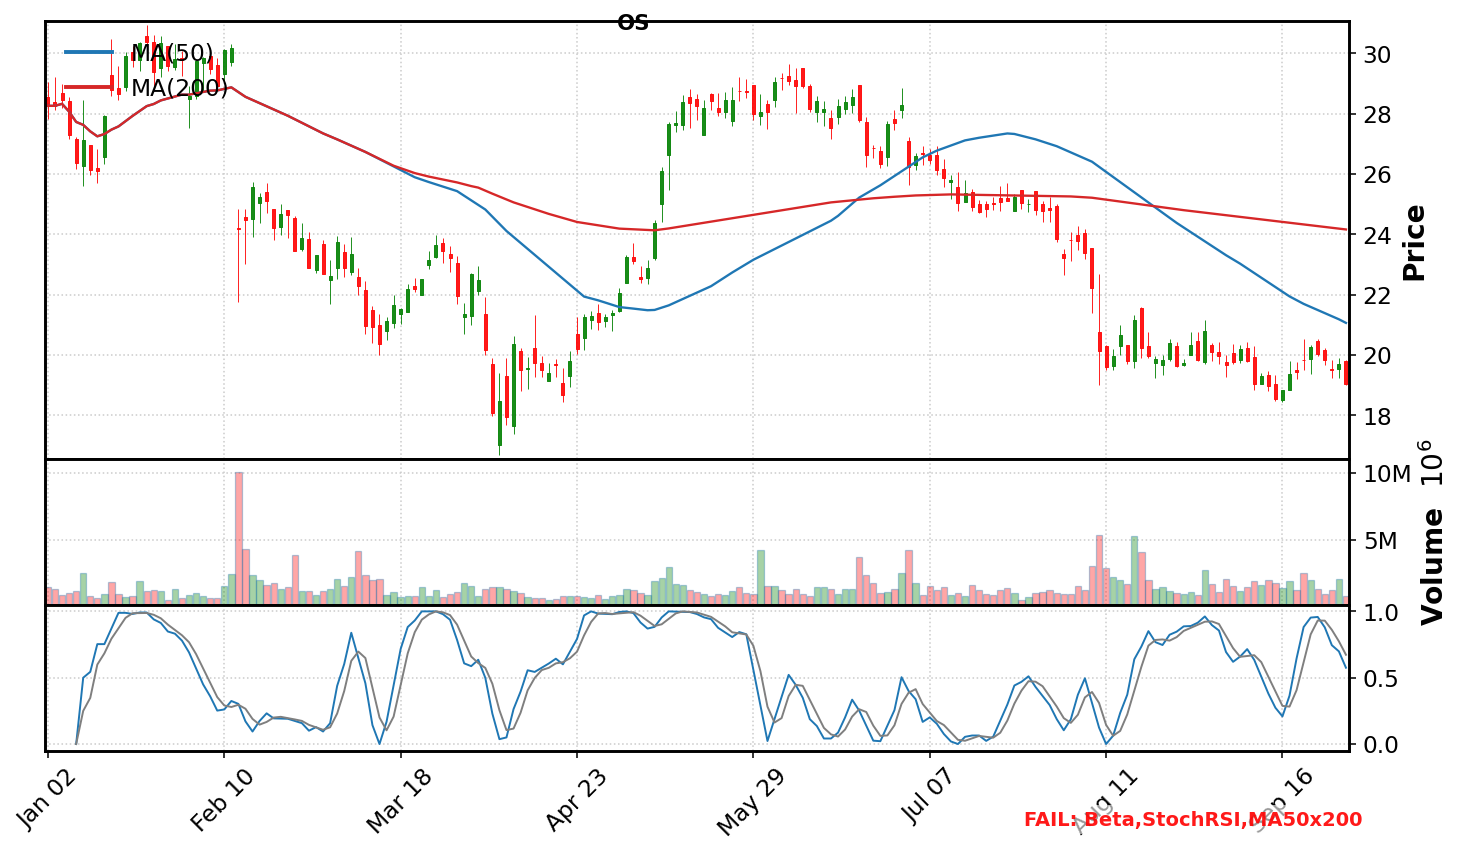 OS
MA(50)
MA(200)
30
28
26
24
22
20
18
Price
10M
5M
Volume 10^6
1.0
0.5
0.0
Jan 02
Feb 10
Mar 18
Apr 23
May 29
Jul 07
Aug 11
Sep 16
FAIL: Beta,StochRSI,MA50x200